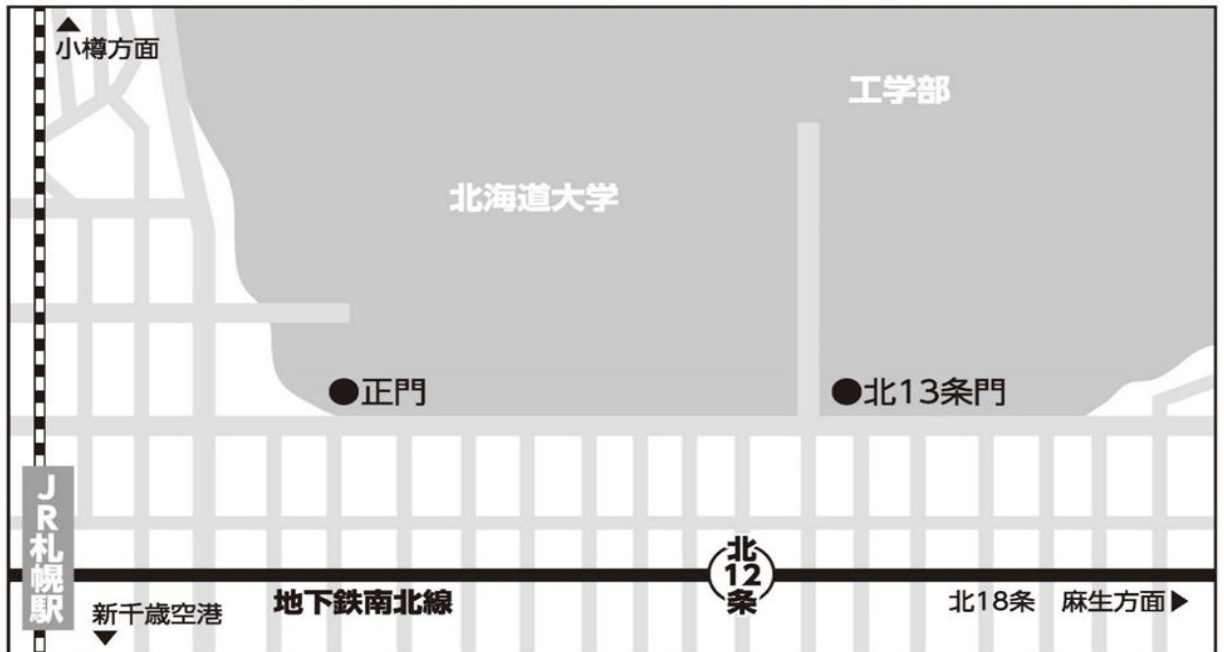 小樽方面
工学部
北海道大学
●正門
●北13条門
JR札幌駅
北12条
新千歳空港
地下鉄南北線
北18条　麻生方面▶